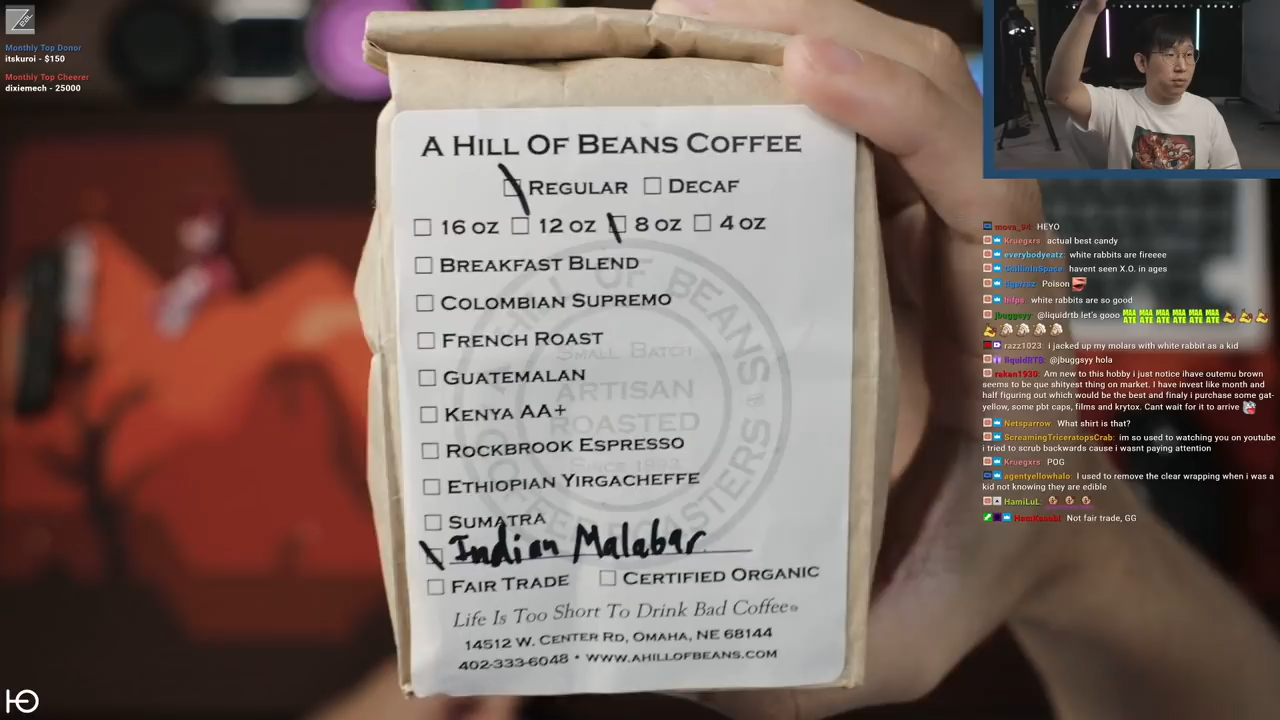 Monthly Top Donor
itskuroi - $150
Monthly Top Cheerer
dixiemech - 25000
A HILL OF BEANS COFFEE
REGULAR DECAF
16 OZ 12 OZ 8 OZ 4 OZ
BREAKFAST BLEND
COLOMBIAN SUPREMO
FRENCH ROAST
GUATEMALAN
KENYA AA+
ROCKBROOK ESPRESSO
ETHIOPIAN YIRGACHEFFE
SUMATRA
Indian Malabar
FAIR TRADE CERTIFIED ORGANIC
Life Is Too Short To Drink Bad Coffee®
14512 W. CENTER RD, OMAHA, NE 68144
402-333-6048 • WWW.AHILLOFBEANS.COM
A HILL OF BEANS
SMALL BATCH
ARTISAN
ROASTED
SINCE
COFFEE ROASTERS
mova_94: HEYO
Kruegxrs actual best candy
everybodyeatz: white rabbits are fireeee
ChillinInSpace: havent seen X.O. in ages
Poison
white rabbits are so good
jbuggsyy: @liquidrtb let's gooo
razz1023: i jacked up my molars with white rabbit as a kid
liquidRTB: @jbuggsyy hola
rakan1930: Am new to this hobby i just notice ihave outemu brown
seems to be que shityest thing on market. I have invest like month and
half figuring out which would be the best and finaly i purchase some gat-
yellow, some pbt caps, films and krytox. Cant wait for it to arrive
Netsparrow: What shirt is that?
ScreamingTriceratopsCrab: im so used to watching you on youtube
i tried to scrub backwards cause i wasnt paying attention
Kruegxrs POG
agentyellowhalo: I used to remove the clear wrapping when i was a
kid not knowing they are edible
HamiLuL:
HamKenobi: Not fair trade, GG